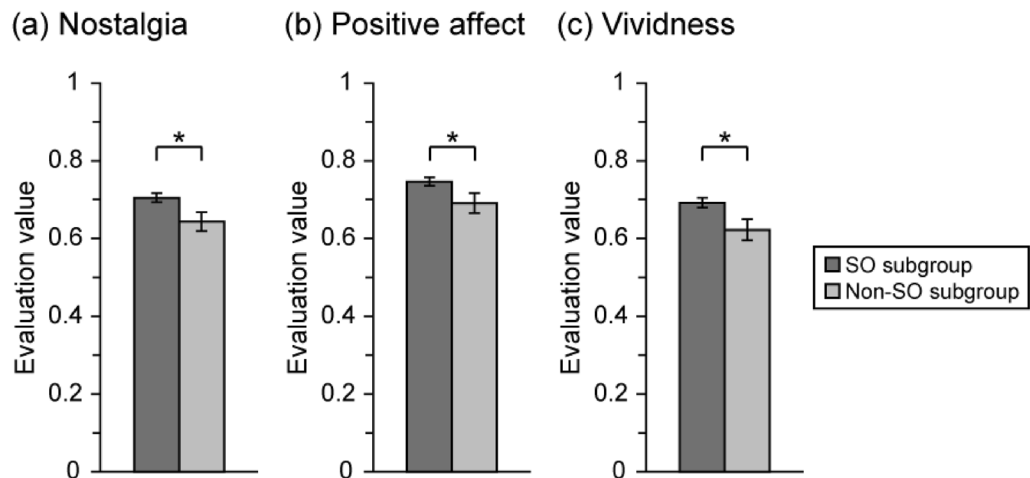 (a) Nostalgia
(b) Positive affect
(c) Vividness
Evaluation value
1
0.8
0.6
0.4
0.2
0
*
Evaluation value
1
0.8
0.6
0.4
0.2
0
*
Evaluation value
1
0.8
0.6
0.4
0.2
0
*
SO subgroup
Non-SO subgroup